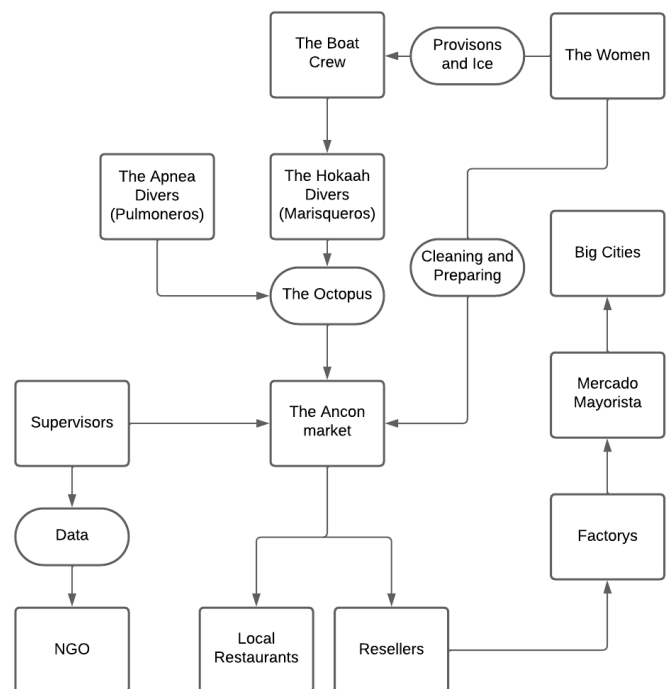 The Boat
Crew
Provisons
and Ice
The Women
The Apnea
Divers
(Pulmoneros)
The Hokaah
Divers
(Marisqueros)
Cleaning and
Preparing
Big Cities
The Octopus
Supervisors
The Ancon
market
Mercado
Mayorista
Data
Factorys
NGO
Local
Restaurants
Resellers